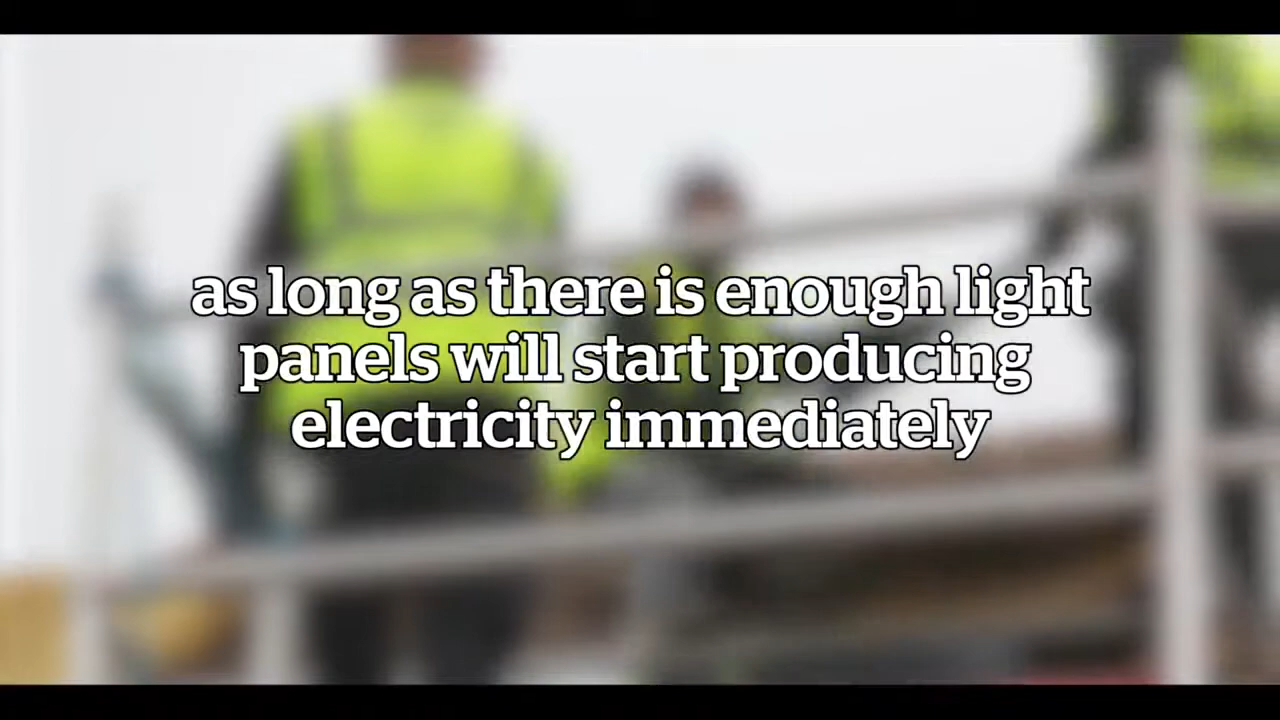 as long as there is enough light
panels will start producing
electricity immediately